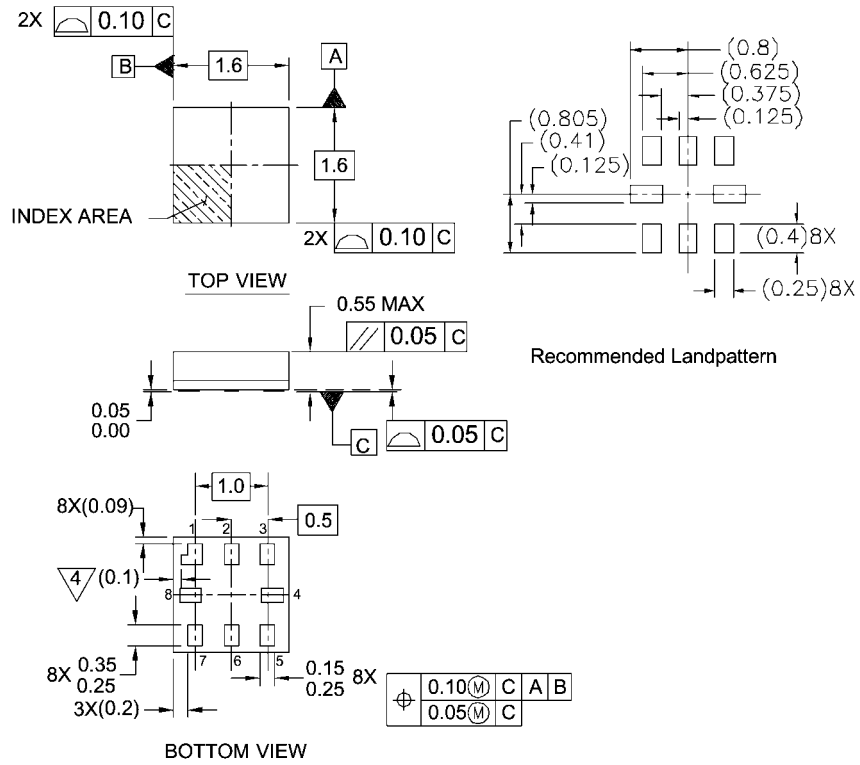 2X 0.10 C
B 1.6 A
1.6
INDEX AREA
2X 0.10 C
TOP VIEW
(0.8)
(0.625)
(0.375)
(0.125)
(0.805)
(0.41)
(0.125)
(0.4)8X
(0.25)8X
Recommended Landpattern
0.55 MAX
// 0.05 C
0.05
0.00
C
0.05 C
1.0
8X(0.09)
0.5
1 2 3
4 (0.1)
8 4
8X 0.35
0.25
7 6 5
0.15
0.25 8X
3X(0.2)
⌖ 0.10Ⓜ C A B
0.05Ⓜ C
BOTTOM VIEW